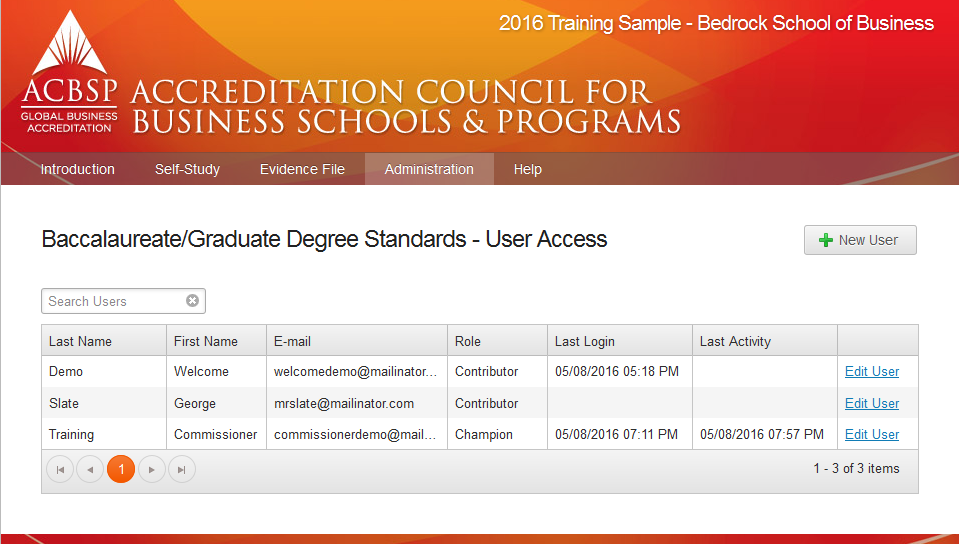 2016 Training Sample - Bedrock School of Business
ACBSP
GLOBAL BUSINESS
ACCREDITATION
ACCREDITATION COUNCIL FOR
BUSINESS SCHOOLS & PROGRAMS
Introduction Self-Study Evidence File Administration Help
Baccalaureate/Graduate Degree Standards - User Access
New User
Search Users
Last Name First Name E-mail Role Last Login Last Activity
Demo Welcome welcomedemo@mailinator... Contributor 05/08/2016 05:18 PM Edit User
Slate George mrslate@mailinator.com Contributor Edit User
Training Commissioner commissionerdemo@mail... Champion 05/08/2016 07:11 PM 05/08/2016 07:57 PM Edit User
1 1 - 3 of 3 items